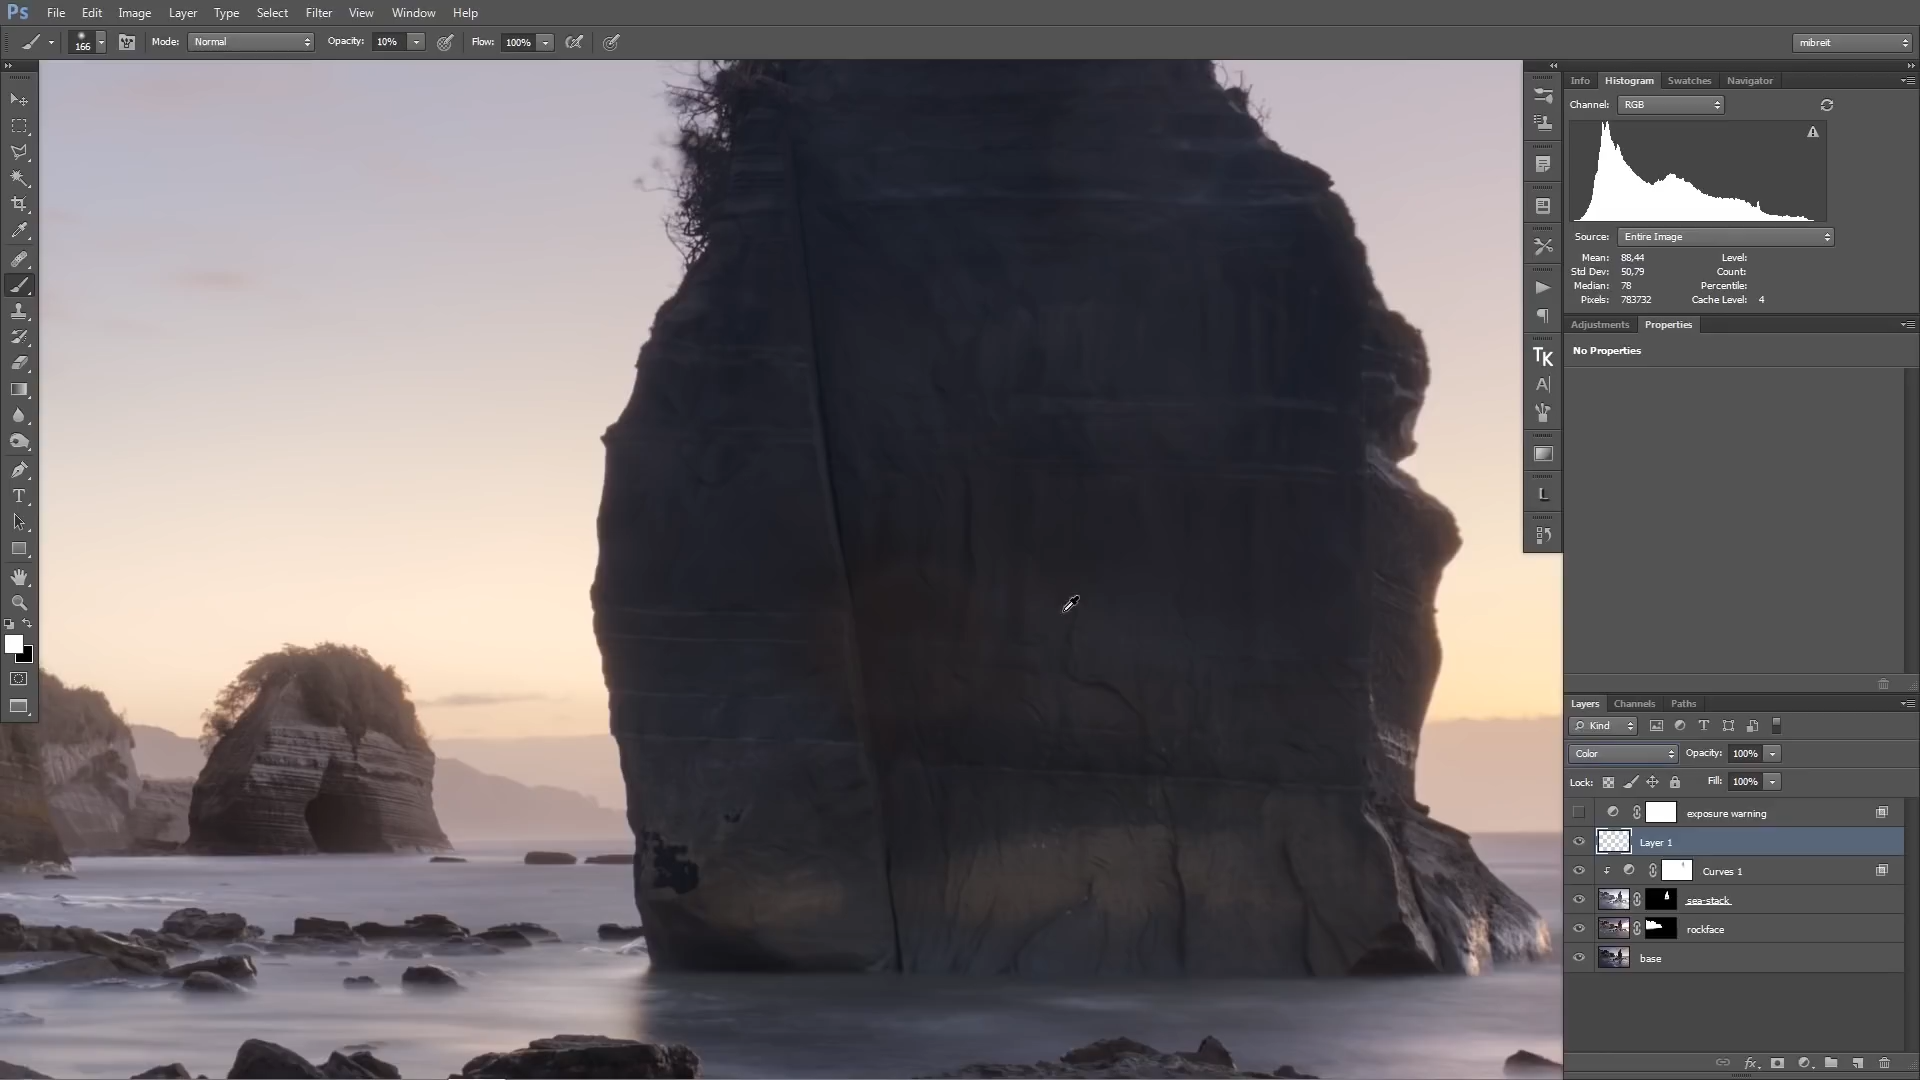 Ps File Edit Image Layer Type Select Filter View Window Help
166 Mode: Normal Opacity: 10% Flow: 100% mibreit
Info Histogram Swatches Navigator
Channel: RGB
Source: Entire Image
Mean: 88,44 Level:
Std Dev: 50,79 Count:
Median: 78 Percentile:
Pixels: 783732 Cache Level: 4
Adjustments Properties
No Properties
TK
A
L
T
Layers Channels Paths
Kind T
Color Opacity: 100%
Lock: Fill: 100%
exposure warning
Layer 1
Curves 1
sea-stack
rockface
base
fx